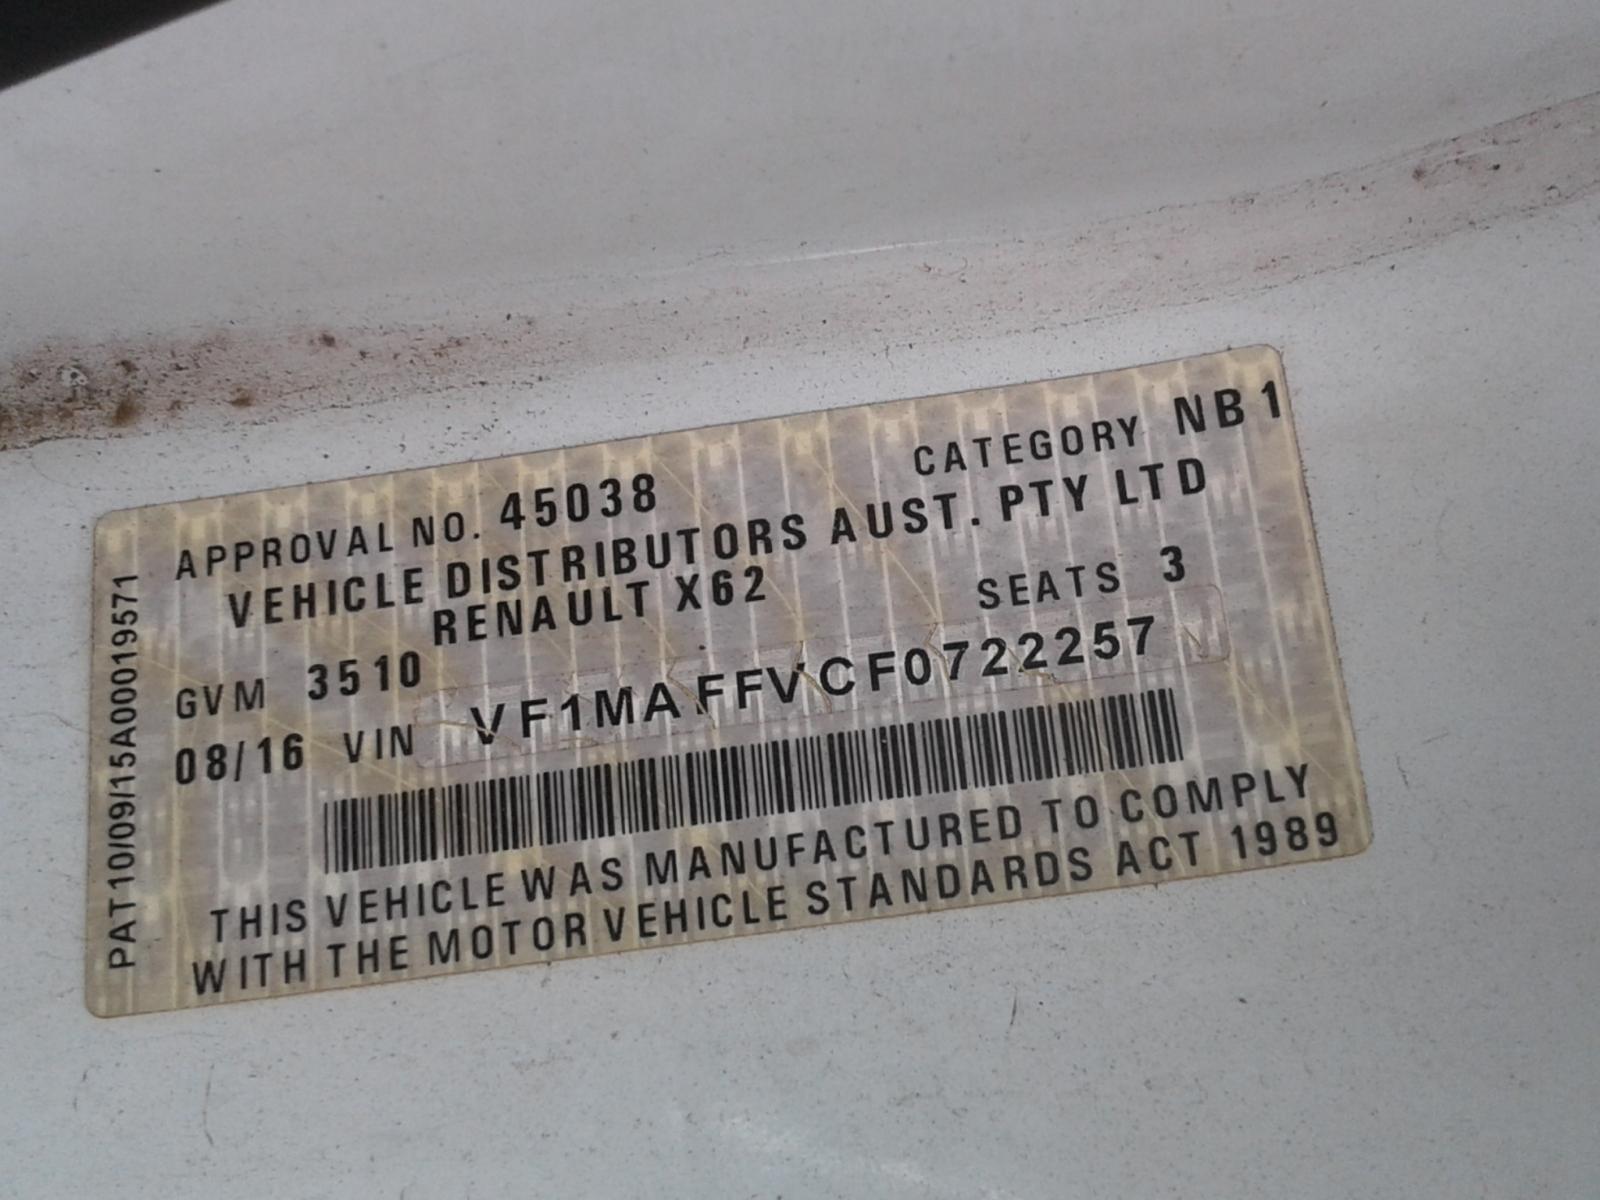 APPROVAL NO. 45038 CATEGORY NB1
VEHICLE DISTRIBUTORS AUST. PTY LTD
RENAULT X62 SEATS 3
GVM 3510
08/16 VIN VF1MAFFVCF0722257
THIS VEHICLE WAS MANUFACTURED TO COMPLY
WITH THE MOTOR VEHICLE STANDARDS ACT 1989
PAT10/09/15A00019571